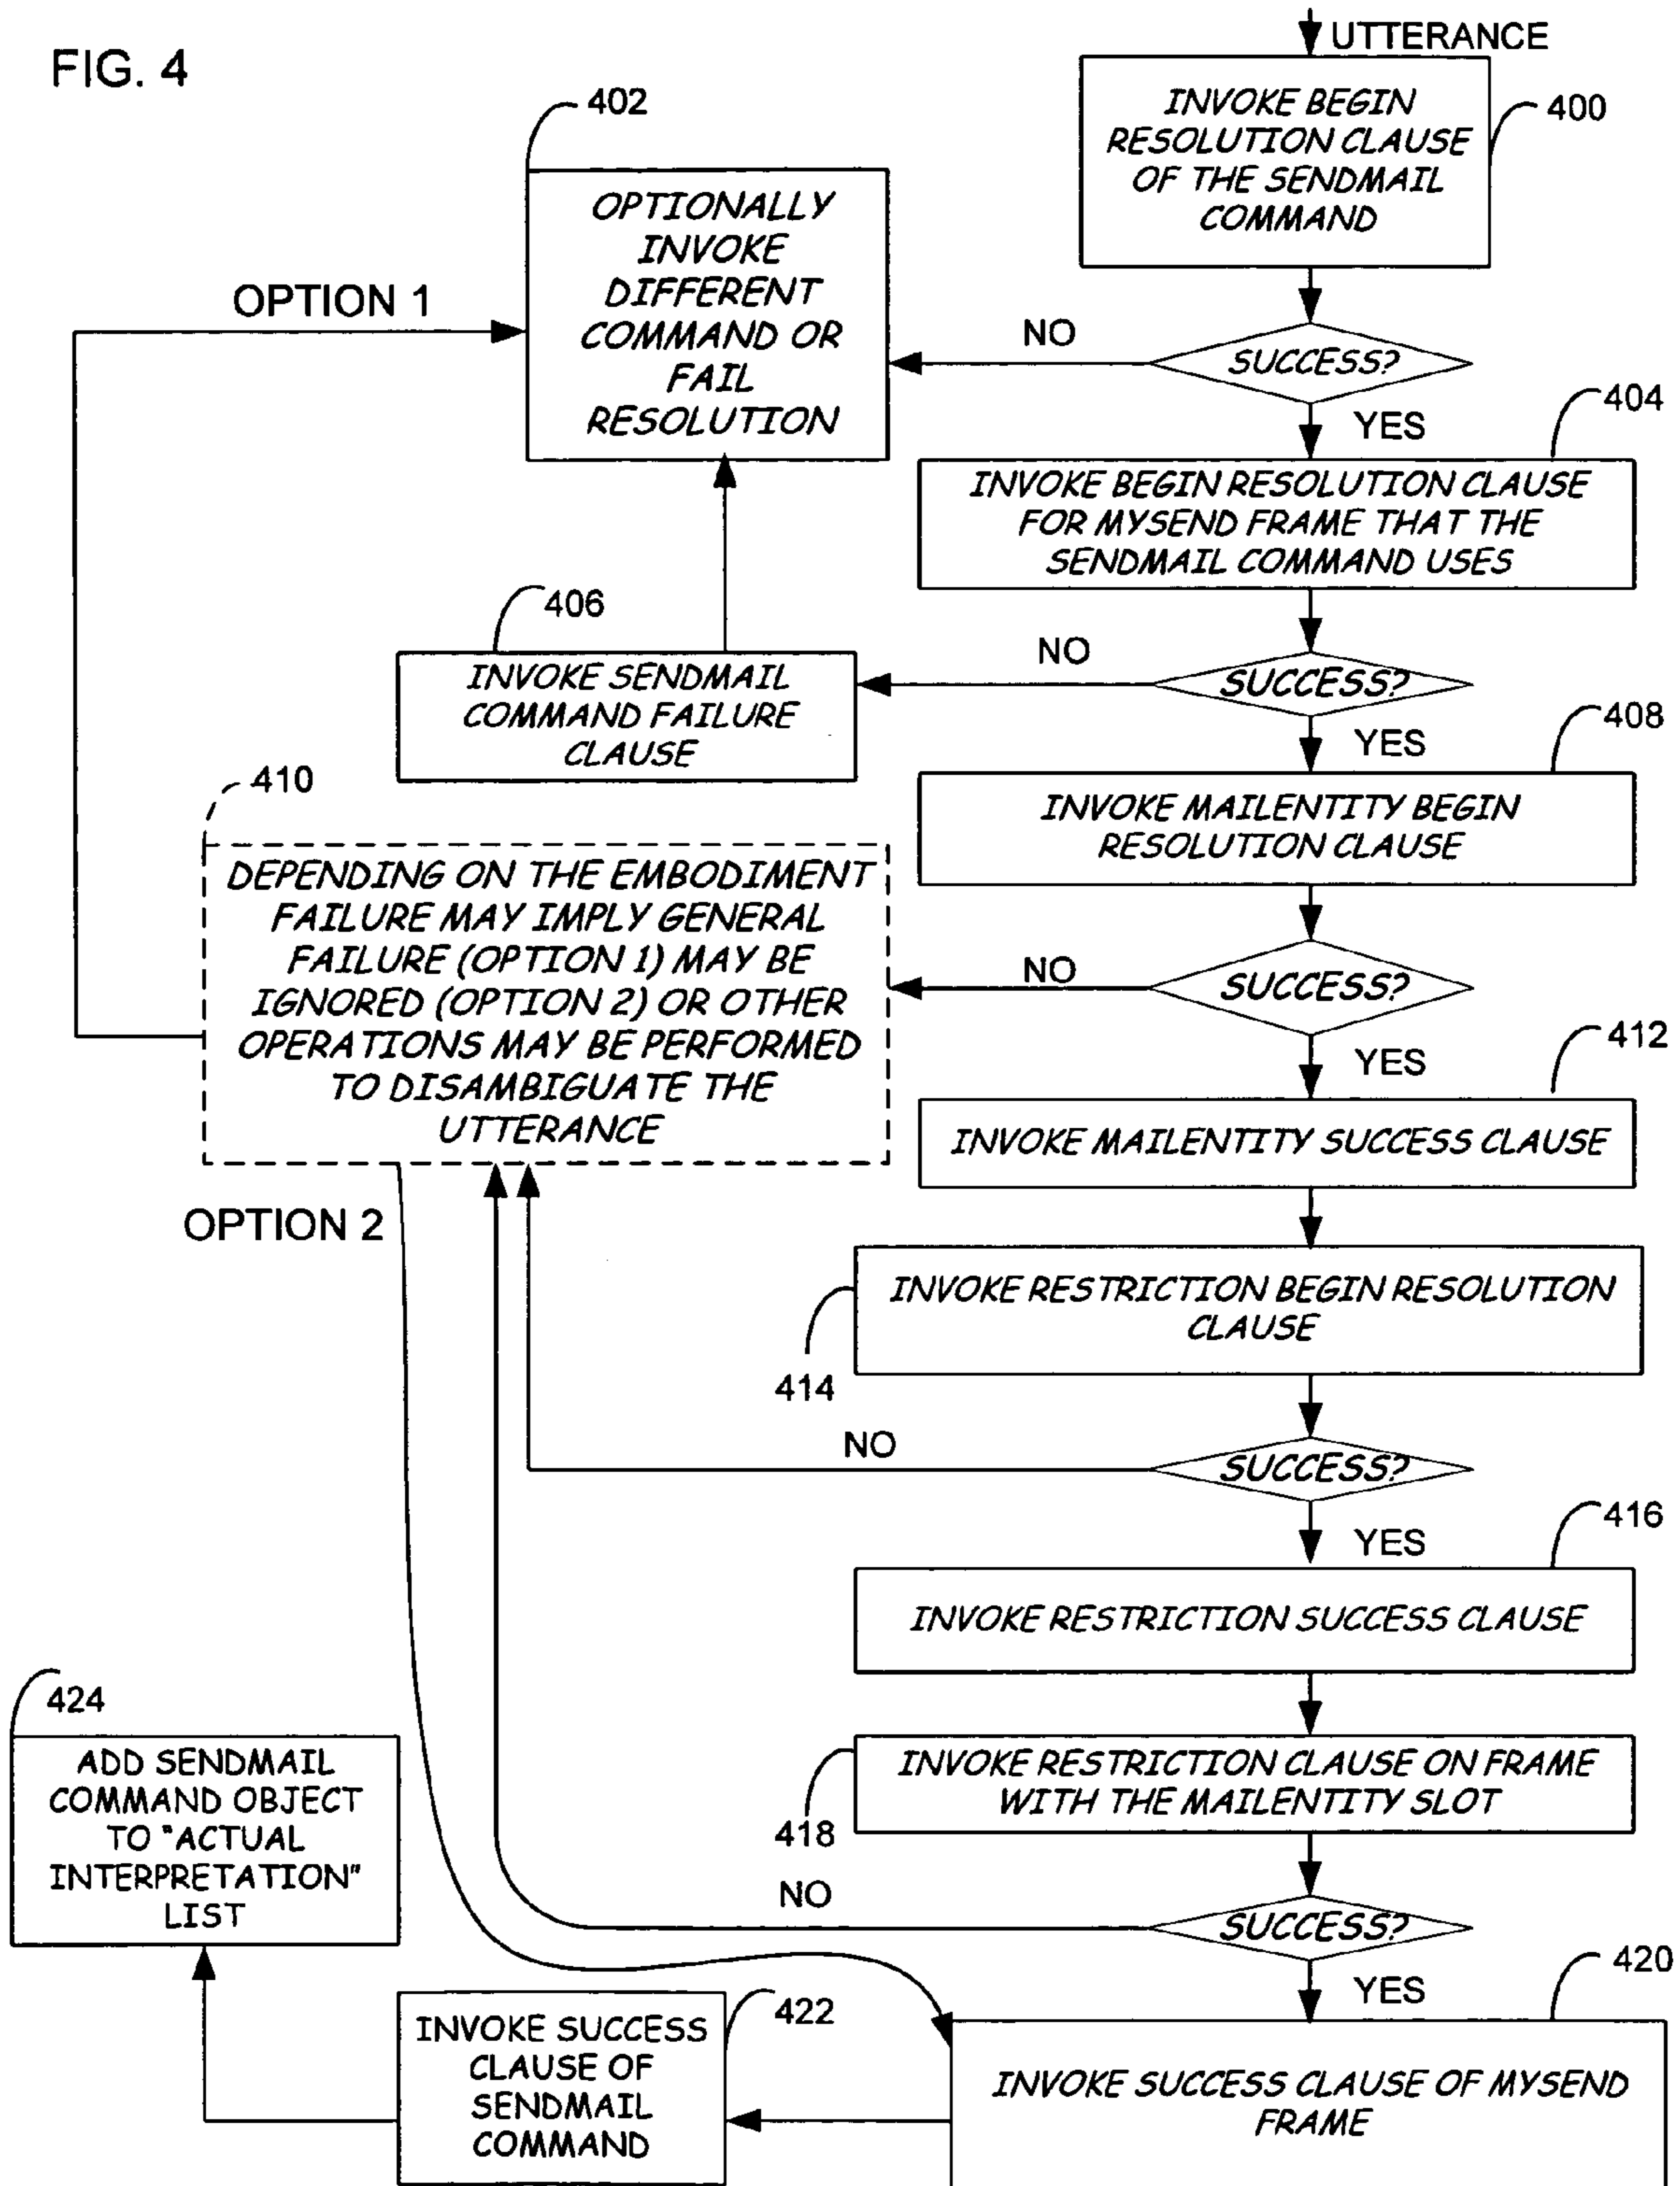 FIG. 4
UTTERANCE
INVOKE BEGIN
RESOLUTION CLAUSE
OF THE SENDMAIL
COMMAND
400
402
OPTIONALLY
INVOKE
DIFFERENT
COMMAND OR
FAIL
RESOLUTION
OPTION 1
NO
SUCCESS?
YES
404
INVOKE BEGIN RESOLUTION CLAUSE
FOR MYSEND FRAME THAT THE
SENDMAIL COMMAND USES
406
INVOKE SENDMAIL
COMMAND FAILURE
CLAUSE
NO
SUCCESS?
YES
408
INVOKE MAILENTITY BEGIN
RESOLUTION CLAUSE
410
DEPENDING ON THE EMBODIMENT
FAILURE MAY IMPLY GENERAL
FAILURE (OPTION 1) MAY BE
IGNORED (OPTION 2) OR OTHER
OPERATIONS MAY BE PERFORMED
TO DISAMBIGUATE THE
UTTERANCE
NO
SUCCESS?
YES
412
INVOKE MAILENTITY SUCCESS CLAUSE
OPTION 2
INVOKE RESTRICTION BEGIN RESOLUTION
CLAUSE
414
NO
SUCCESS?
YES
416
INVOKE RESTRICTION SUCCESS CLAUSE
INVOKE RESTRICTION CLAUSE ON FRAME
WITH THE MAILENTITY SLOT
418
NO
SUCCESS?
YES
420
INVOKE SUCCESS CLAUSE OF MYSEND
FRAME
422
INVOKE SUCCESS
CLAUSE OF
SENDMAIL
COMMAND
424
ADD SENDMAIL
COMMAND OBJECT
TO "ACTUAL
INTERPRETATION"
LIST